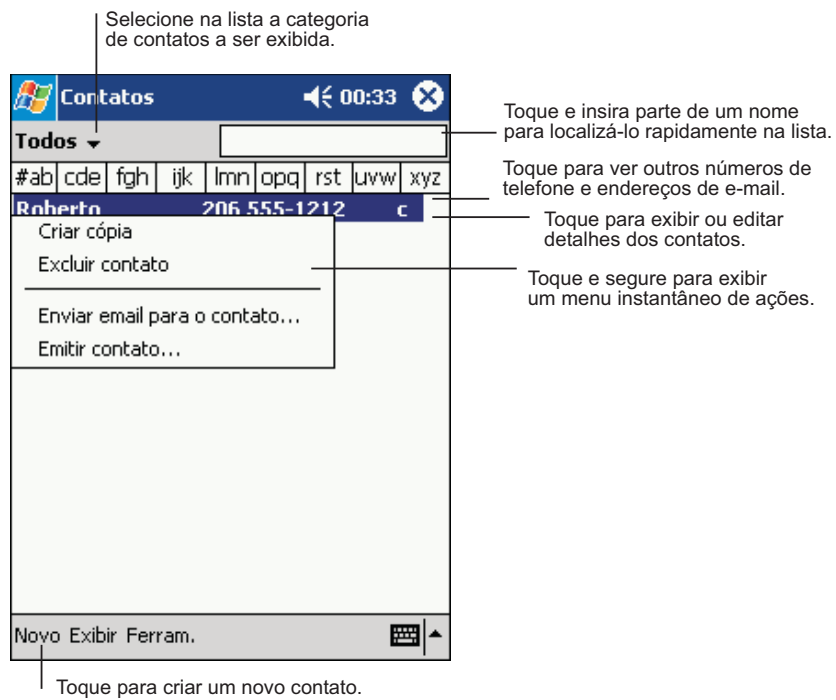 Selecione na lista a categoria
de contatos a ser exibida.
Contatos 00:33
Todos
#ab cde fgh ijk lmn opq rst uvw xyz
Roberto 206 555-1212 c
Criar cópia
Excluir contato
Enviar email para o contato...
Emitir contato...
Novo Exibir Ferram.
Toque e insira parte de um nome
para localizá-lo rapidamente na lista.
Toque para ver outros números de
telefone e endereços de e-mail.
Toque para exibir ou editar
detalhes dos contatos.
Toque e segure para exibir
um menu instantâneo de ações.
Toque para criar um novo contato.